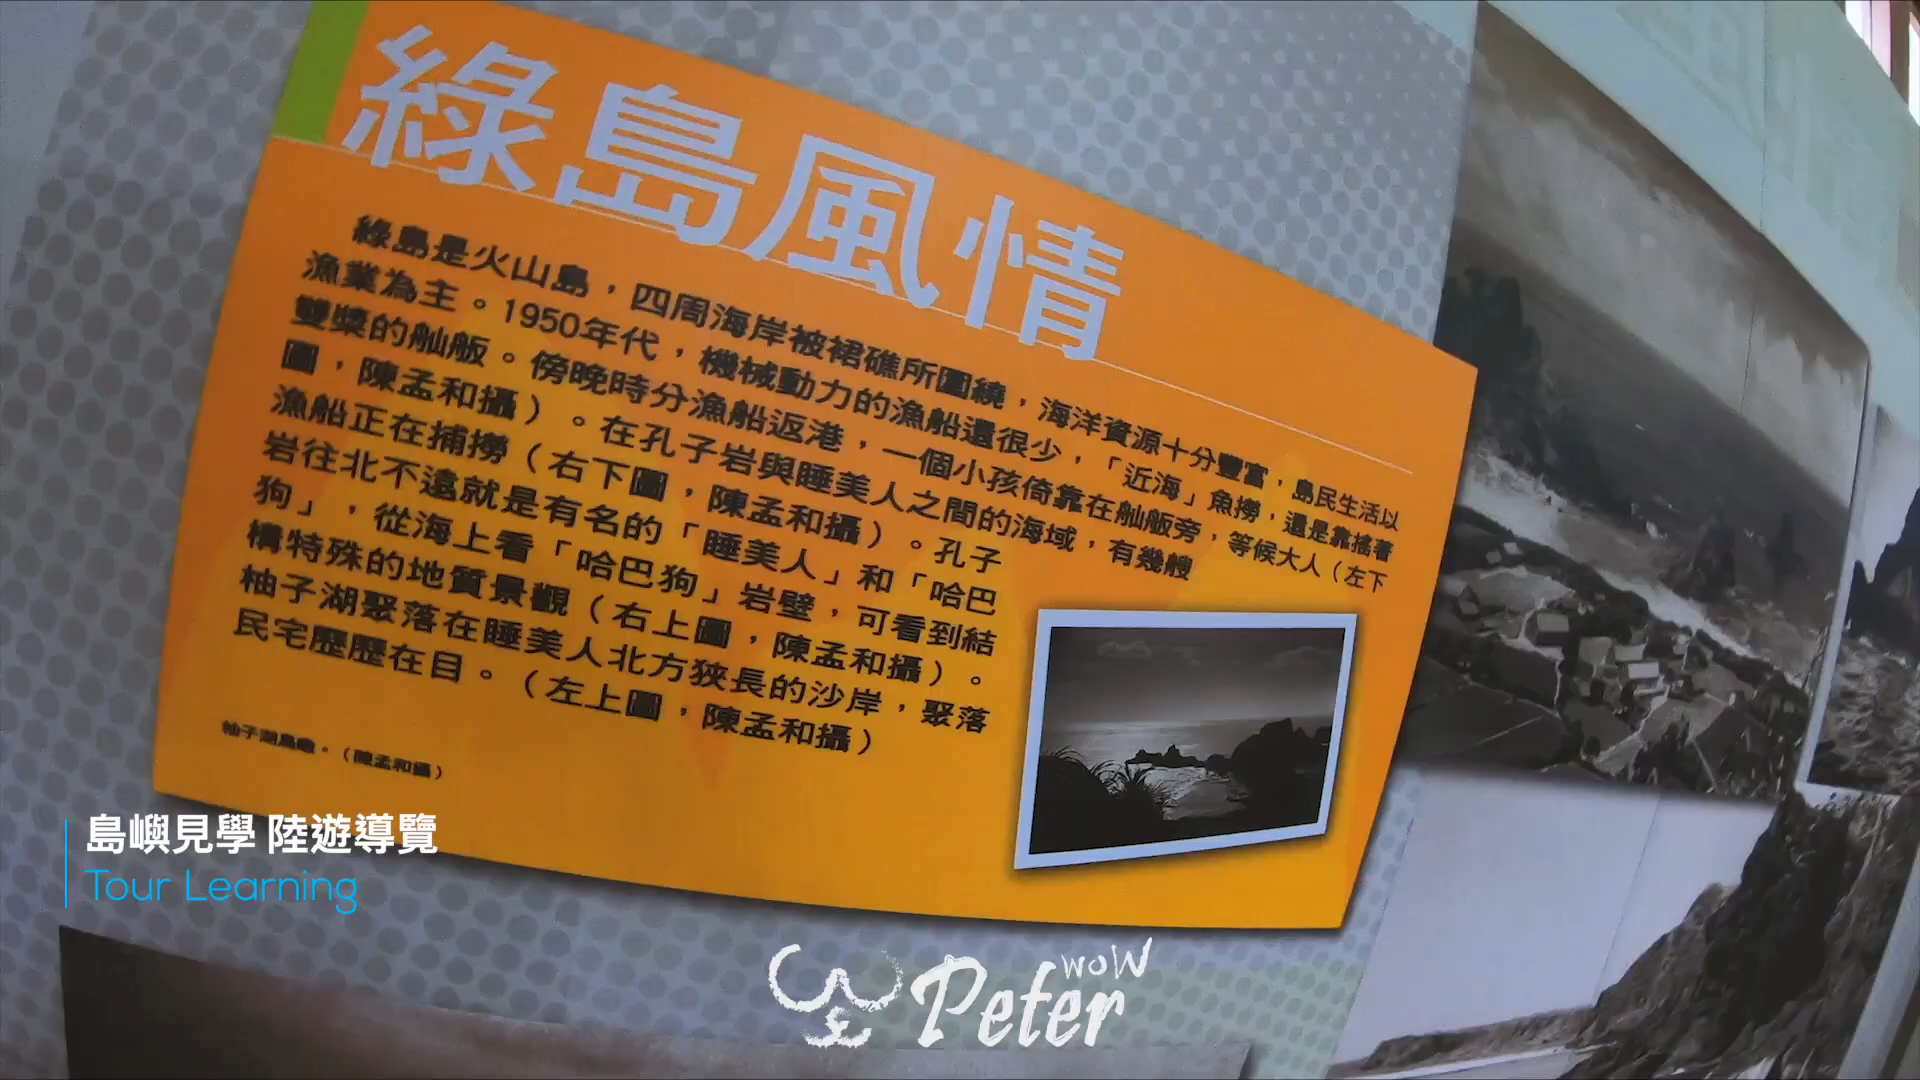 綠島風情
綠島是火山島，四周海岸被裙礁所圍繞，海洋資源十分豐富，島民生活以
漁業為主。1950年代，機械動力的漁船還很少，「近海」魚撈，還是靠搖著
雙槳的舢舨。傍晚時分漁船返港，一個小孩倚靠在舢舨旁，等候大人（左下
圖，陳孟和攝）。在孔子岩與睡美人之間的海域，有幾艘
漁船正在捕撈（右下圖，陳孟和攝）。孔子
岩往北不遠就是有名的「睡美人」和「哈巴
狗」，從海上看「哈巴狗」岩壁，可看到結
構特殊的地質景觀（右上圖，陳孟和攝）。
柚子湖聚落在睡美人北方狹長的沙岸，聚落
民宅歷歷在目。（左上圖，陳孟和攝）
柚子湖鳥瞰。（陳孟和攝）
島嶼見學 陸遊導覽
Tour Learning
Peter wow